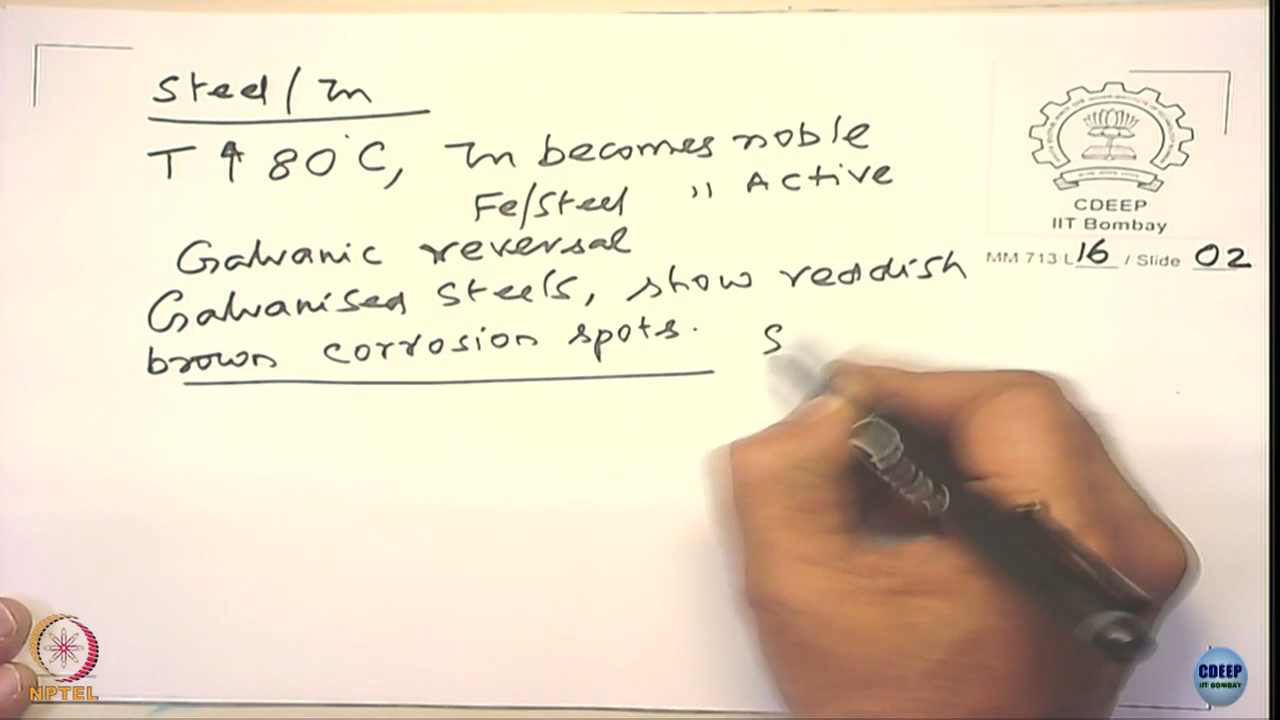 Steel / Zn
T ↑ 80°C, Zn becomes noble
Fe/Steel " Active
Galvanic reversal
Galvanised steels, show reddish
brown corrosion spots. S
CDEEP
IIT Bombay
MM 713 L 16 / Slide 02
NPTEL
CDEEP
IIT BOMBAY